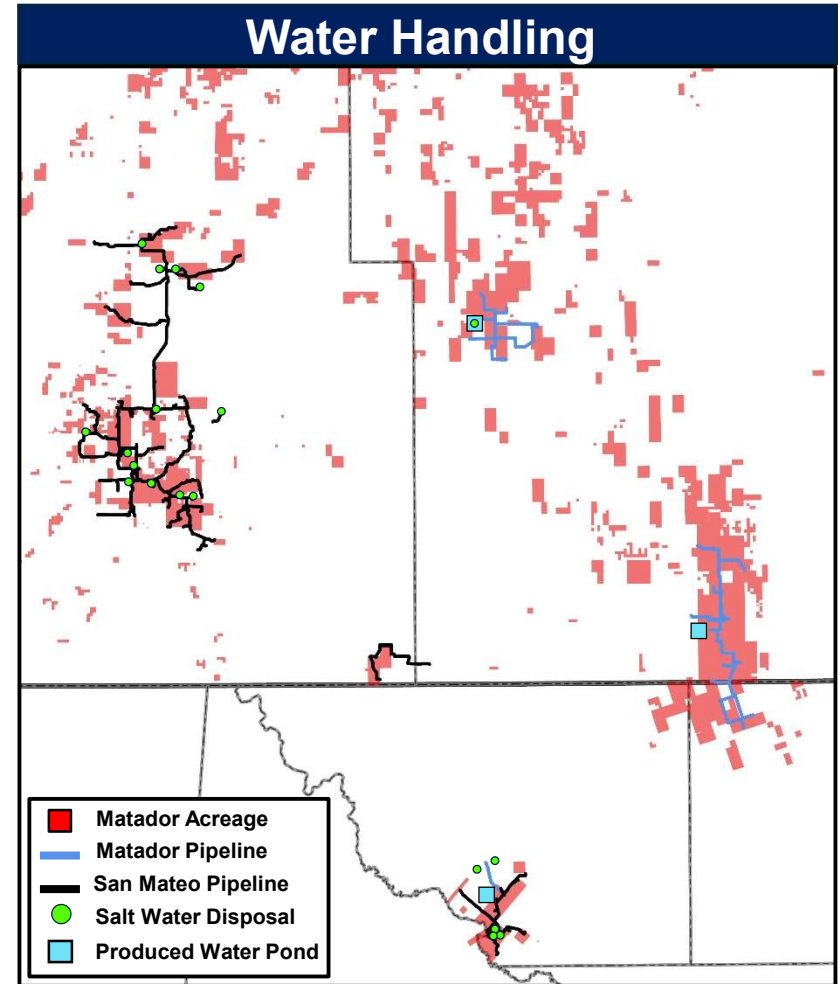 Water Handling
Matador Acreage
Matador Pipeline
San Mateo Pipeline
Salt Water Disposal
Produced Water Pond